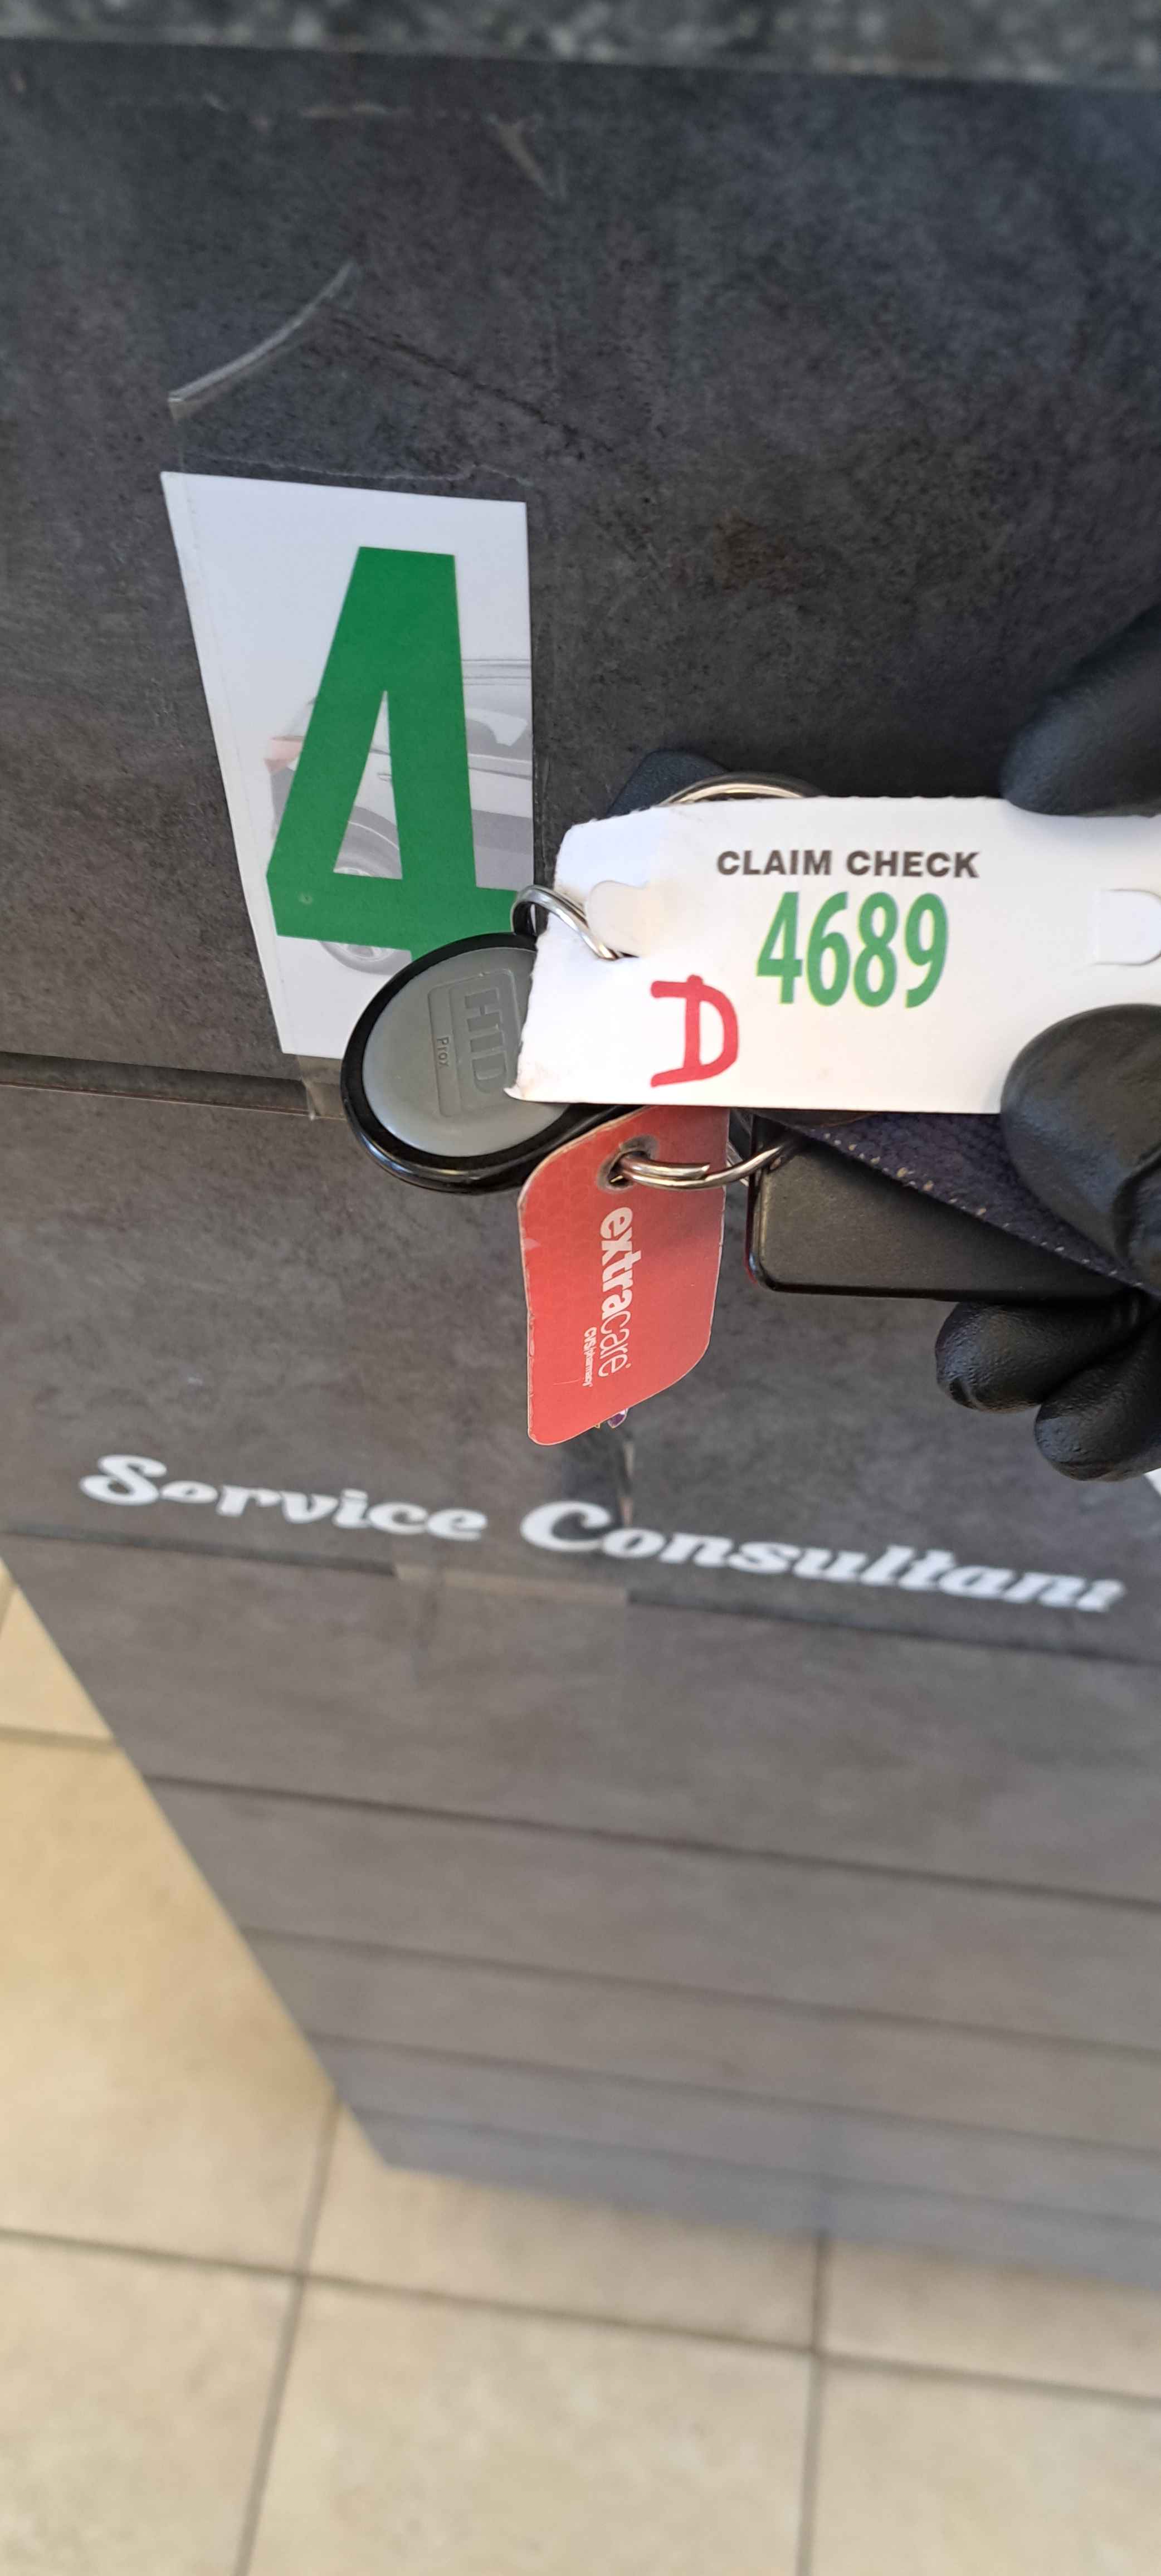 4
CLAIM CHECK
4689
D
HID
Prox
extracare
CVS pharmacy
Service Consultant